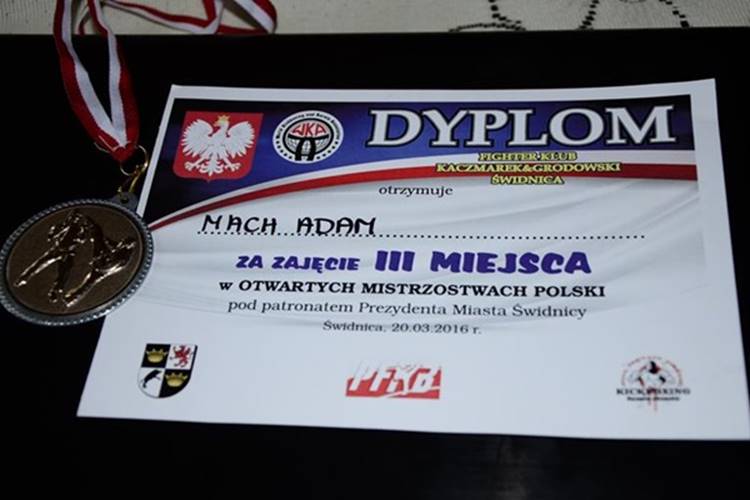 WKA
DYPLOM
FIGHTER KLUB
KACZMAREK&GRODOWSKI
ŚWIDNICA
otrzymuje
MACH ADAM
ZA ZAJĘCIE III MIEJSCA
w OTWARTYCH MISTRZOSTWACH POLSKI
pod patronatem Prezydenta Miasta Świdnicy
Świdnica, 20.03.2016 r.
PFKB
KICKBOXING